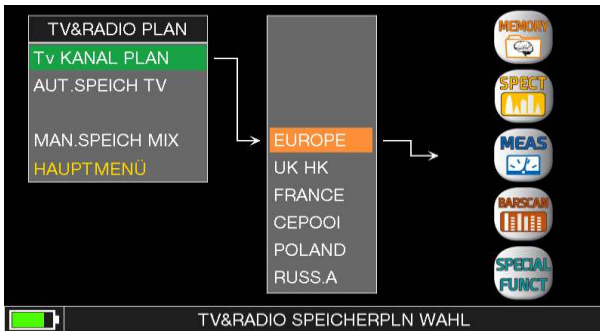 TV&RADIO PLAN
Tv KANAL PLAN
AUT.SPEICH TV
MAN.SPEICH MIX
HAUPTMENÜ
EUROPE
UK HK
FRANCE
CEPOOI
POLAND
RUSS.A
MEMORY
SPECT
MEAS
BARSCAN
SPECIAL
FUNCT
TV&RADIO SPEICHERPLN WAHL